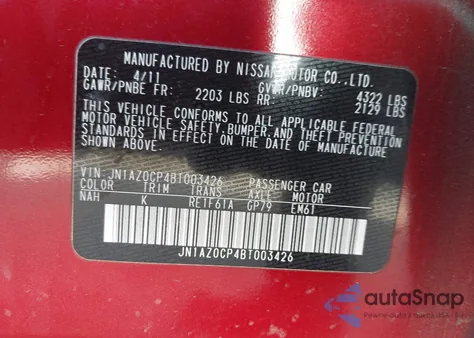 MANUFACTURED BY NISSAN MOTOR CO., LTD.
DATE: 4/11 GVWR/PNBV: 4322 LBS
GAWR/PNBE FR: 2203 LBS RR: 2129 LBS
THIS VEHICLE CONFORMS TO ALL APPLICABLE FEDERAL
MOTOR VEHICLE SAFETY, BUMPER, AND THEFT
PREVENTION STANDARDS IN EFFECT ON THE DATE OF MANUFACTURE
SHOWN ABOVE.
VIN: JN1AZ0CP4BT003426 PASSENGER CAR
COLOR TRIM TRANS AXLE MOTOR
NAH K RE1F61A GP79 EM61
JN1AZ0CP4BT003426
autoSnap